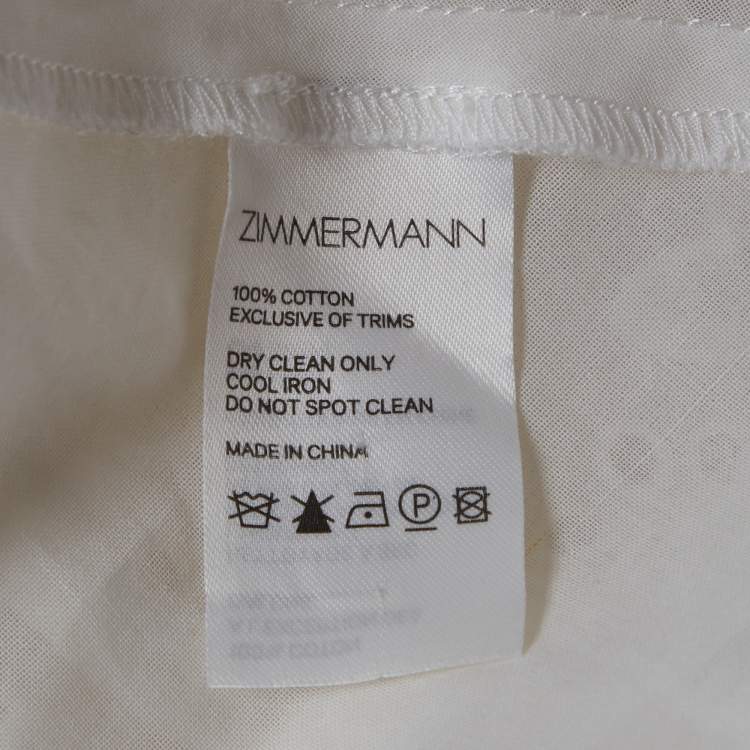 ZIMMERMANN
100% COTTON
EXCLUSIVE OF TRIMS
DRY CLEAN ONLY
COOL IRON
DO NOT SPOT CLEAN
MADE IN CHINA
P